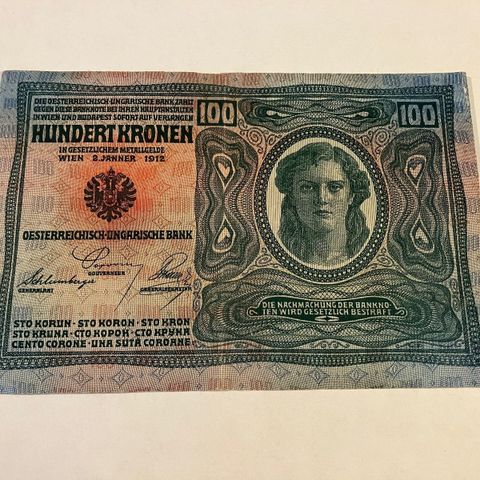 DIE OESTERREICHISCH-UNGARISCHE BANK ZAHLT
GEGEN DIESE BANKNOTE BEI IHREN HAUPTANSTALTEN
IN WIEN UND BUDAPEST SOFORT AUF VERLANGEN
HUNDERT KRONEN
IN GESETZLICHEM METALLGELDE
WIEN 2. JÄNNER 1912
OESTERREICHISCH-UNGARISCHE BANK
GOUVERNEUR
Schlumberger
GENERALRAT
GENERALSEKRETÄR
STO KORUN · STO KORON · STO KRON
STO KRUNA · СТО КОРОН · СТО КРУНА
CENTO CORONE · UNA SUTĂ COROANE
100
100
DIE NACHMACHUNG DER BANKNO-
TEN WIRD GESETZLICH BESTRAFT.